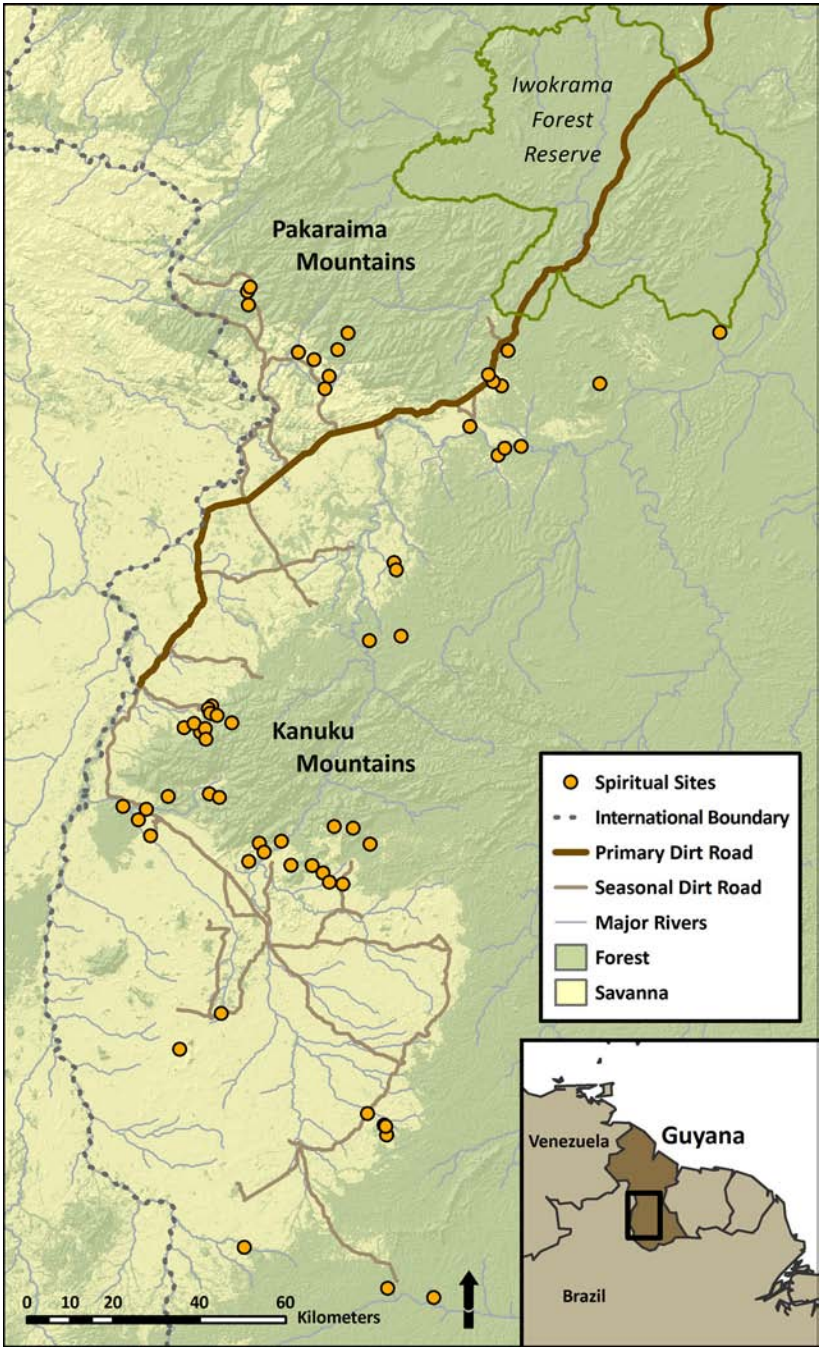 Iwokrama
Forest
Reserve
Pakaraima
Mountains
Kanuku
Mountains
Spiritual Sites
International Boundary
Primary Dirt Road
Seasonal Dirt Road
Major Rivers
Forest
Savanna
Venezuela
Guyana
Brazil
0 10 20 40 60
Kilometers